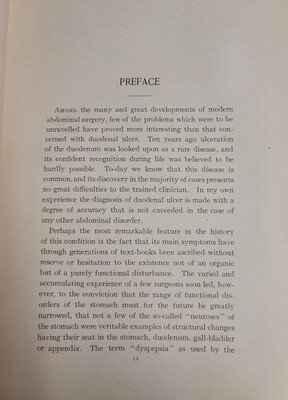 PREFACE
Among the many and great developments of modern
abdominal surgery, few of the problems which were to be
unravelled have proved more interesting than that con-
cerned with duodenal ulcer. Ten years ago ulceration
of the duodenum was looked upon as a rare disease, and
its confident recognition during life was believed to be
hardly possible. To-day we know that this disease is
common, and its discovery in the majority of cases presents
no great difficulties to the trained clinician. In my own
experience the diagnosis of duodenal ulcer is made with a
degree of accuracy that is not exceeded in the case of
any other abdominal disorder.
Perhaps the most remarkable feature in the history
of this condition is the fact that its main symptoms have
through generations of text-books been ascribed without
reserve or hesitation to the existence not of an organic
but of a purely functional disturbance. The varied and
accumulating experience of a few surgeons soon led, how-
ever, to the conviction that the range of functional dis-
orders of the stomach must for the future be greatly
narrowed, that not a few of the so-called "neuroses" of
the stomach were veritable examples of structural changes
having their seat in the stomach, duodenum, gall-bladder
or appendix. The term "dyspepsia" as used by the
11